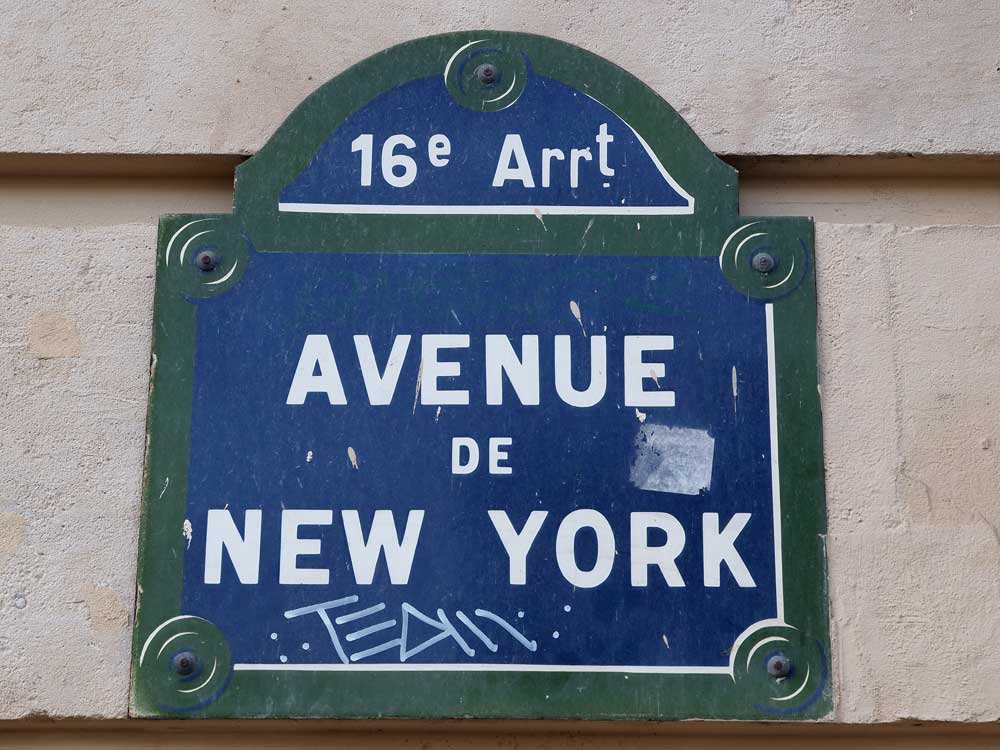 16e Arrt
AVENUE
DE
NEW YORK